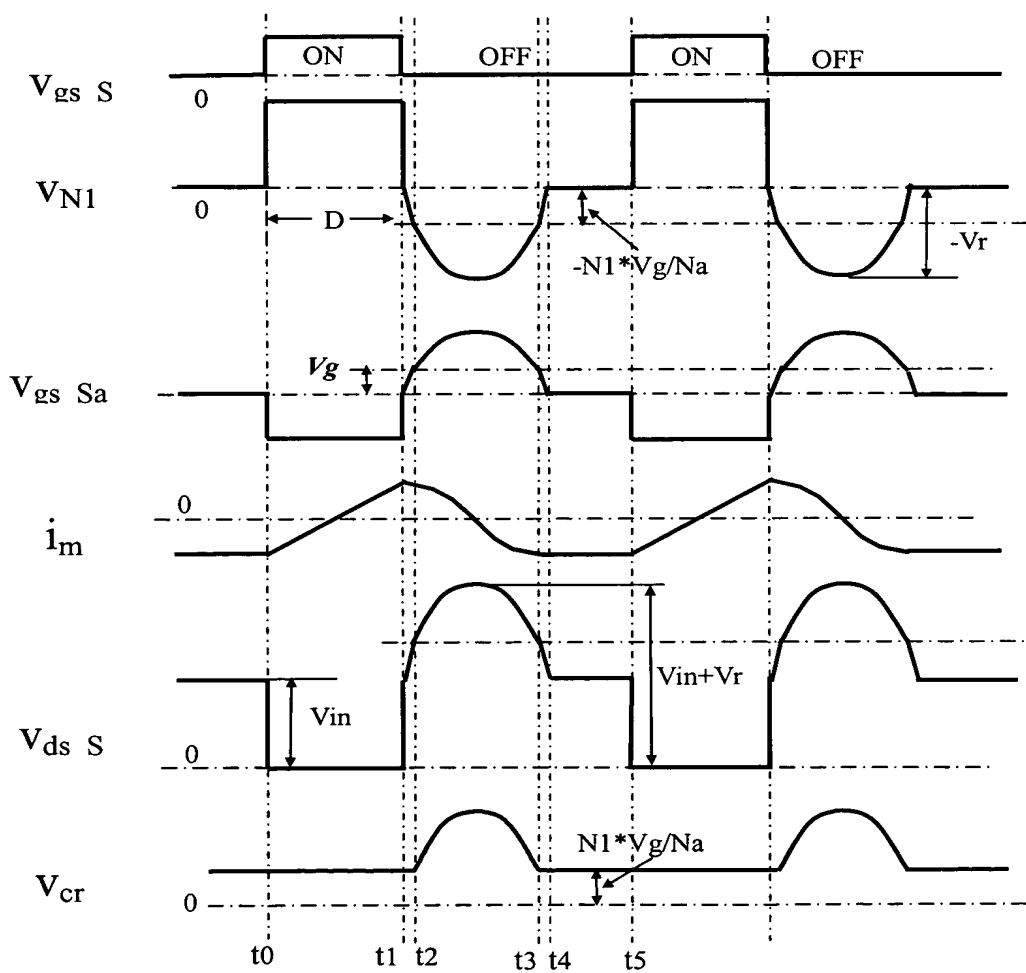 ON OFF ON OFF
Vgs S
0
VN1
0
D
-N1*Vg/Na
-Vr
Vg
Vgs Sa
0
im
Vin+Vr
Vin
Vds S
0
N1*Vg/Na
Vcr
0
t0 t1 t2 t3 t4 t5